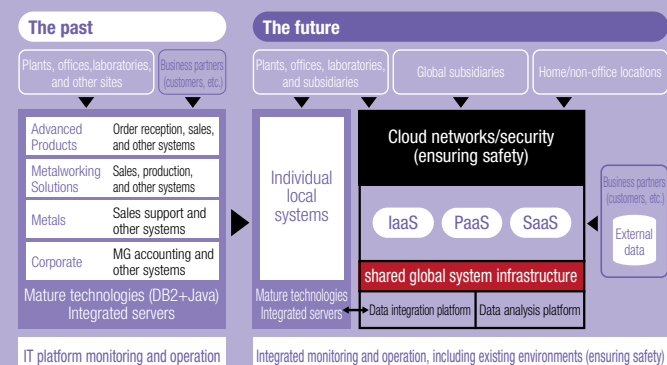 The past
Plants, offices,laboratories,
and other sites
Business partners
(customers, etc.)
Advanced
Products
Order reception, sales,
and other systems
Metalworking
Solutions
Sales, production,
and other systems
Metals
Sales support and
other systems
Corporate
MG accounting and
other systems
Mature technologies (DB2+Java)
Integrated servers
IT platform monitoring and operation
The future
Plants, offices, laboratories,
and subsidiaries
Global subsidiaries
Home/non-office locations
Individual
local
systems
Mature technologies
Integrated servers
Cloud networks/security
(ensuring safety)
IaaS
PaaS
SaaS
shared global system infrastructure
Data integration platform
Data analysis platform
Business partners
(customers, etc.)
External
data
Integrated monitoring and operation, including existing environments (ensuring safety)